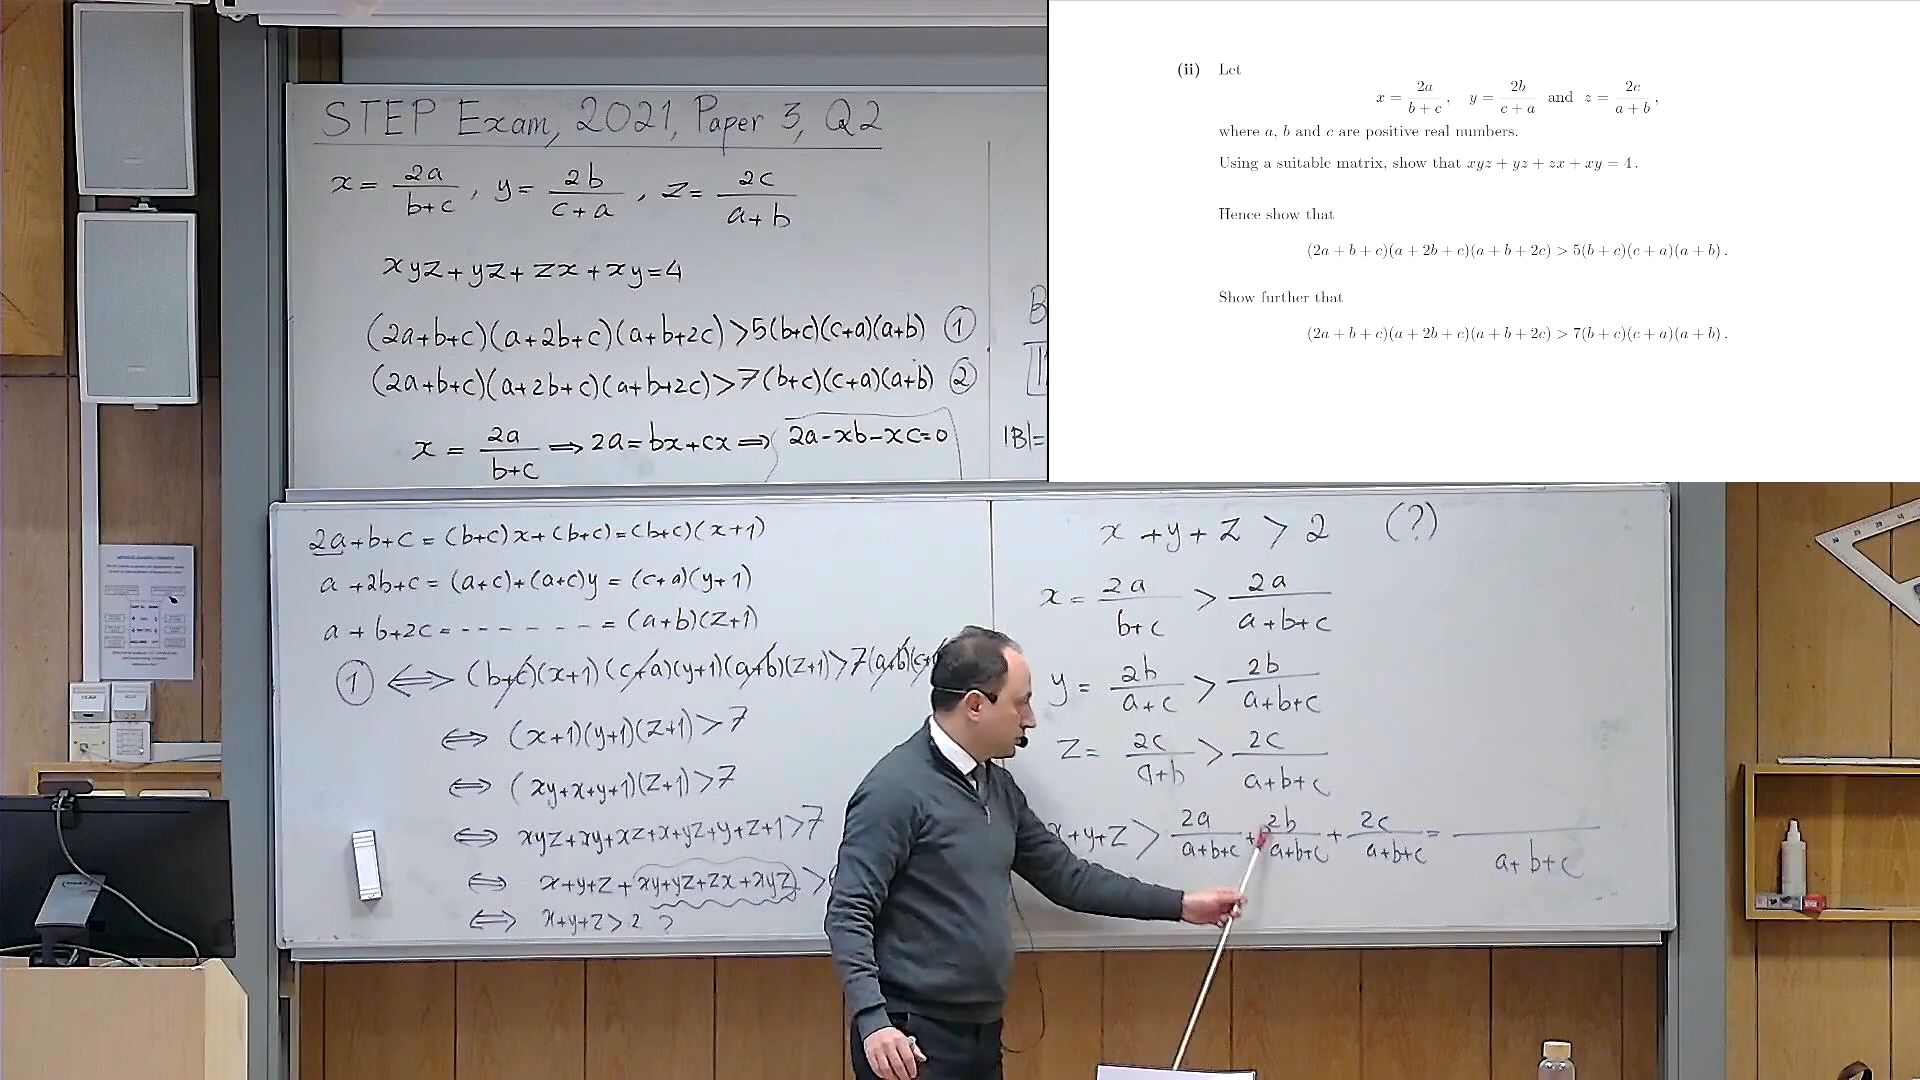 STEP Exam, 2021, Paper 3, Q2
x = 2a/(b+c) , y = 2b/(c+a) , z = 2c/(a+b)
xyz + yz + zx + xy = 4
(2a+b+c)(a+2b+c)(a+b+2c) > 5(b+c)(c+a)(a+b) ①
(2a+b+c)(a+2b+c)(a+b+2c) > 7(b+c)(c+a)(a+b) ②
x = 2a/(b+c) ⟹ 2a = bx+cx ⟹ 2a-xb-xc=0
B
|B|=
(ii) Let
x = 2a/(b+c) , y = 2b/(c+a) and z = 2c/(a+b) ,
where a, b and c are positive real numbers.
Using a suitable matrix, show that xyz + yz + zx + xy = 4 .
Hence show that
(2a + b + c)(a + 2b + c)(a + b + 2c) > 5(b + c)(c + a)(a + b) .
Show further that
(2a + b + c)(a + 2b + c)(a + b + 2c) > 7(b + c)(c + a)(a + b) .
2a+b+c = (b+c)x+(b+c)=(b+c)(x+1)
a+2b+c = (a+c)+(a+c)y = (c+a)(y+1)
a+b+2c = - - - - - - - = (a+b)(z+1)
① ⟺ (b+c)(x+1)(c+a)(y+1)(a+b)(z+1)>7(a+b)(c+
⟺ (x+1)(y+1)(z+1)>7
⟺ (xy+x+y+1)(z+1)>7
⟺ xyz+xy+xz+x+yz+y+z+1>7
⟺ x+y+z+xy+yz+zx+xyz >
⟺ x+y+z>2 ?
x+y+z > 2 (?)
x = 2a/(b+c) > 2a/(a+b+c)
y = 2b/(a+c) > 2b/(a+b+c)
z = 2c/(a+b) > 2c/(a+b+c)
x+y+z > 2a/(a+b+c) + 2b/(a+b+c) + 2c/(a+b+c) = /(a+b+c)